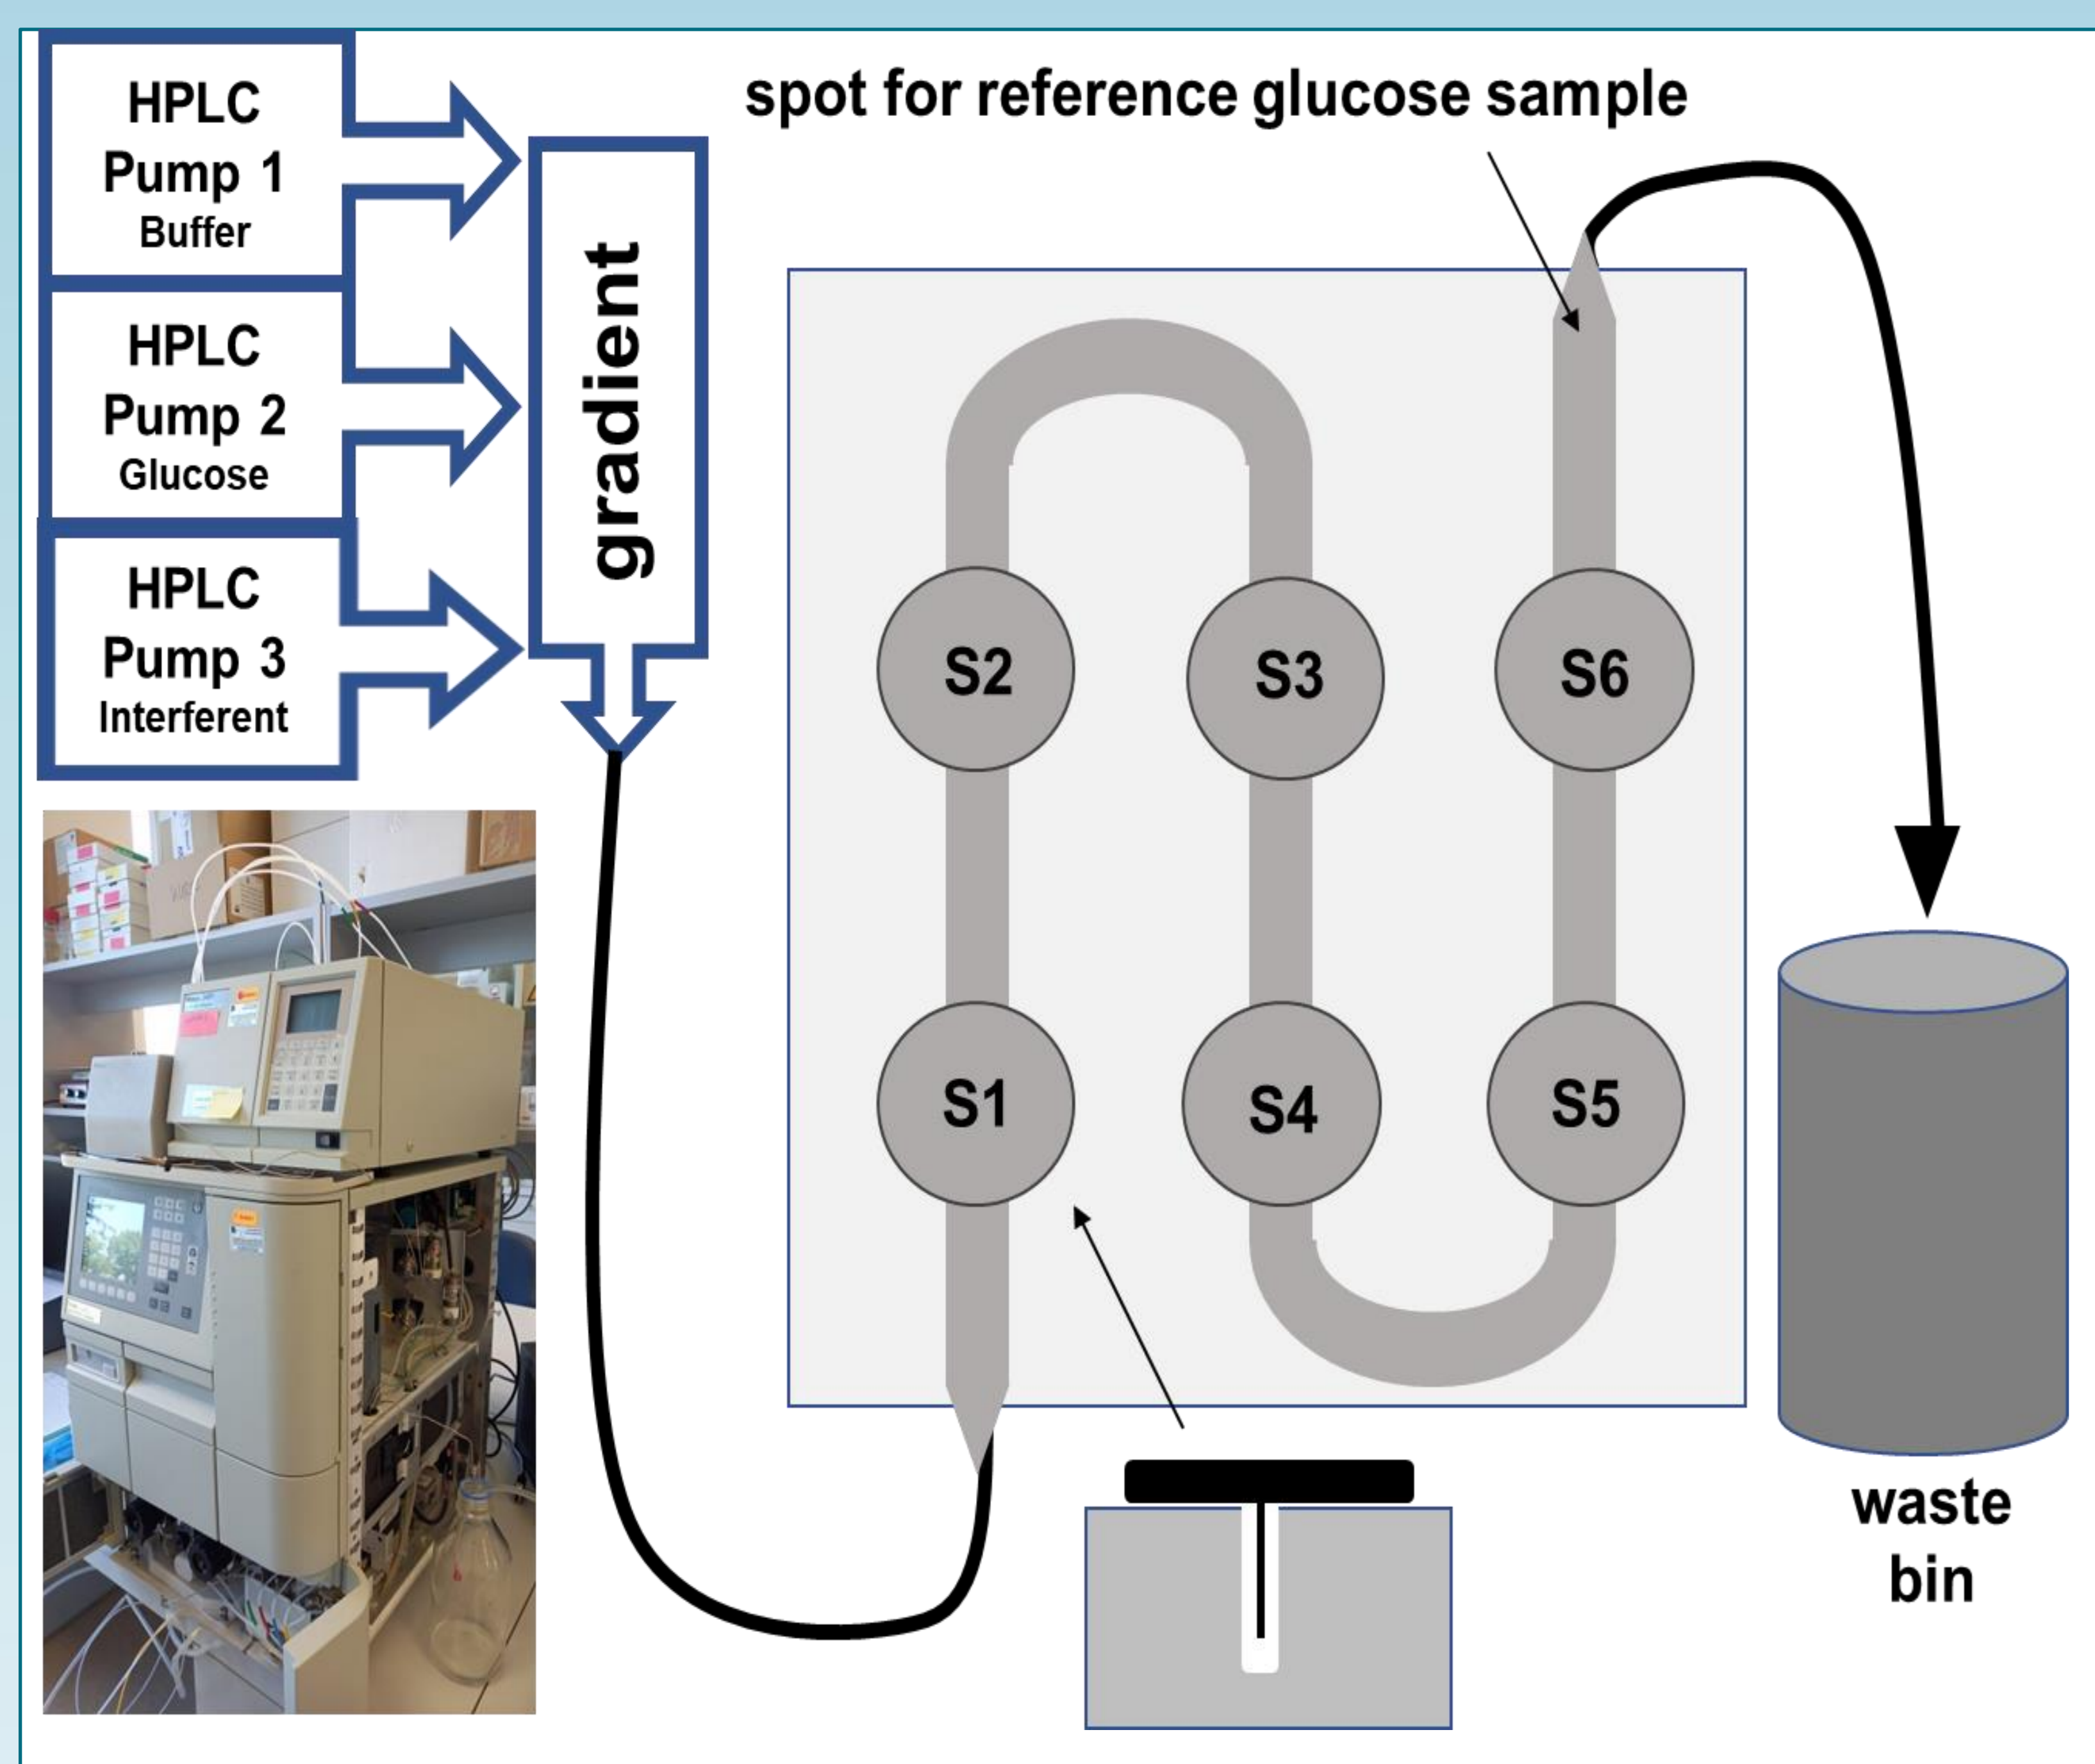 HPLC
Pump 1
Buffer
HPLC
Pump 2
Glucose
HPLC
Pump 3
Interferent
gradient
spot for reference glucose sample
S2
S3
S6
S1
S4
S5
waste
bin